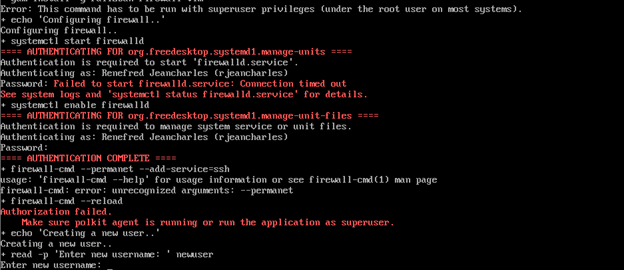 Error: This command has to be run with superuser privileges (under the root user on most systems).
+ echo 'Configuring firewall..'
Configuring firewall..
+ systemctl start firewalld
==== AUTHENTICATING FOR org.freedesktop.systemd1.manage-units ====
Authentication is required to start 'firewalld.service'.
Authenticating as: Renefred Jeancharles (rjeancharles)
Password: Failed to start firewalld.service: Connection timed out
See system logs and 'systemctl status firewalld.service' for details.
+ systemctl enable firewalld
==== AUTHENTICATING FOR org.freedesktop.systemd1.manage-unit-files ====
Authentication is required to manage system service or unit files.
Authenticating as: Renefred Jeancharles (rjeancharles)
Password:
==== AUTHENTICATION COMPLETE ====
+ firewall-cmd --permanet --add-service=ssh
usage: 'firewall-cmd --help' for usage information or see firewall-cmd(1) man page
firewall-cmd: error: unrecognized arguments: --permanet
+ firewall-cmd --reload
Authorization failed.
Make sure polkit agent is running or run the application as superuser.
+ echo 'Creating a new user..'
Creating a new user..
+ read -p 'Enter new username: ' newuser
Enter new username: _